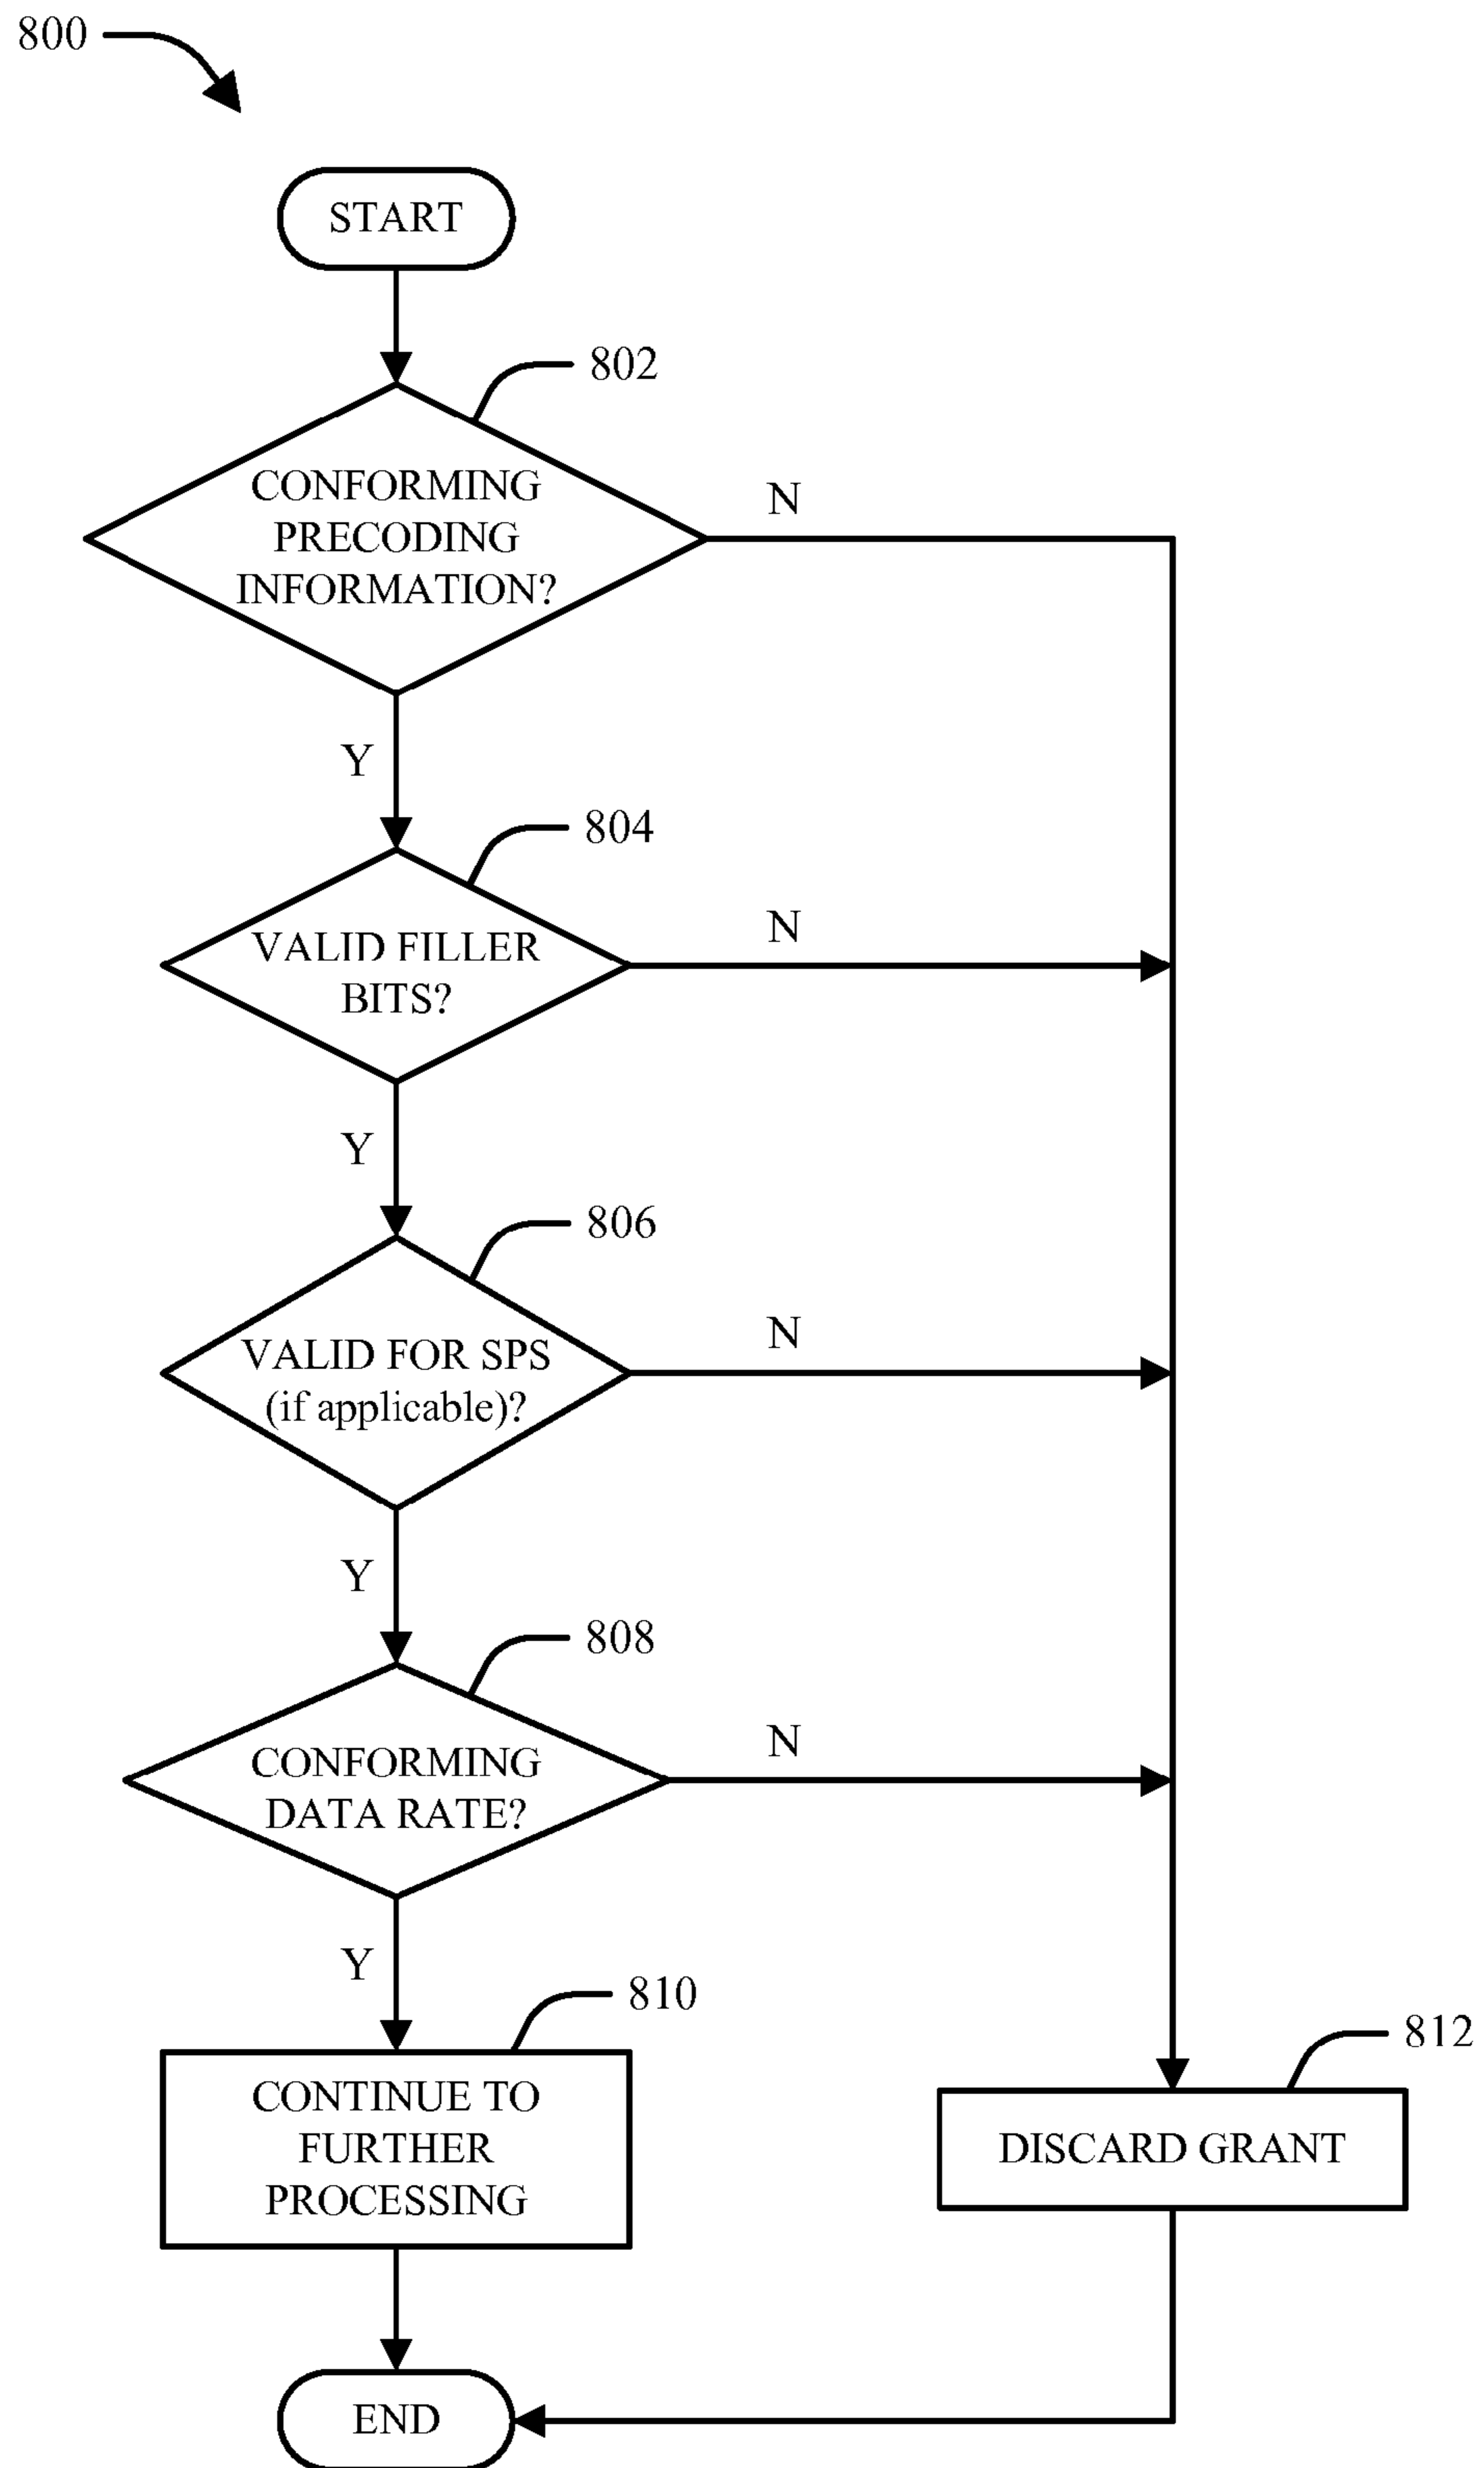 800
START
802
CONFORMING
PRECODING
INFORMATION?
N
Y
804
VALID FILLER
BITS?
N
Y
806
VALID FOR SPS
(if applicable)?
N
Y
808
CONFORMING
DATA RATE?
N
Y
810
CONTINUE TO
FURTHER
PROCESSING
812
DISCARD GRANT
END